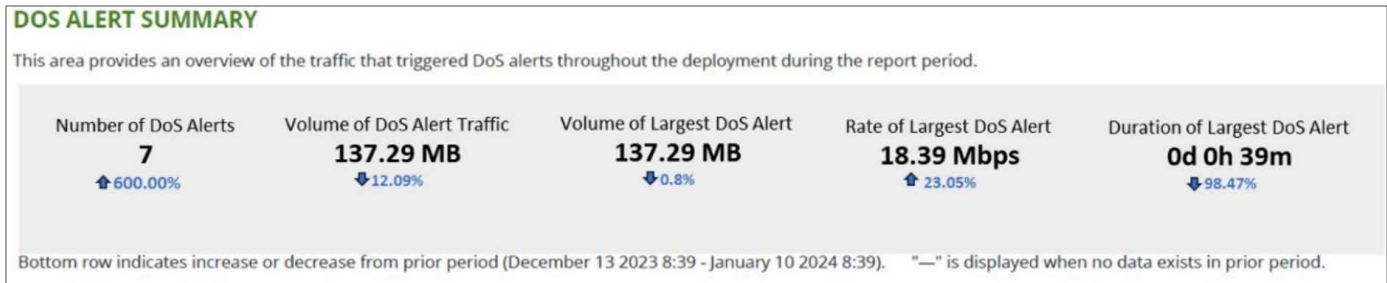 DOS ALERT SUMMARY
This area provides an overview of the traffic that triggered DoS alerts throughout the deployment during the report period.
Number of DoS Alerts
7
600.00%
Volume of DoS Alert Traffic
137.29 MB
12.09%
Volume of Largest DoS Alert
137.29 MB
0.8%
Rate of Largest DoS Alert
18.39 Mbps
23.05%
Duration of Largest DoS Alert
0d 0h 39m
98.47%
Bottom row indicates increase or decrease from prior period (December 13 2023 8:39 - January 10 2024 8:39). "—" is displayed when no data exists in prior period.